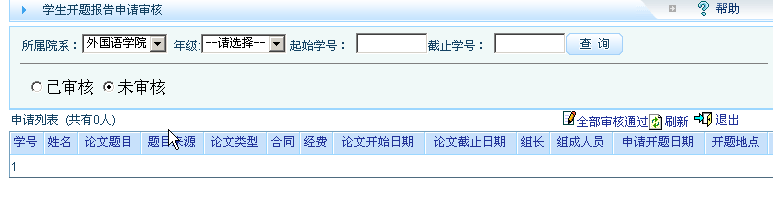 学生开题报告申请审核 帮助
所属院系： 外国语学院 年级: --请选择-- 起始学号： 截止学号： 查 询
已审核 未审核
申请列表 (共有0人) 全部审核通过 刷新 退出
学号 姓名 论文题目 题目来源 论文类型 合同 经费 论文开始日期 论文截止日期 组长 组成人员 申请开题日期 开题地点
1